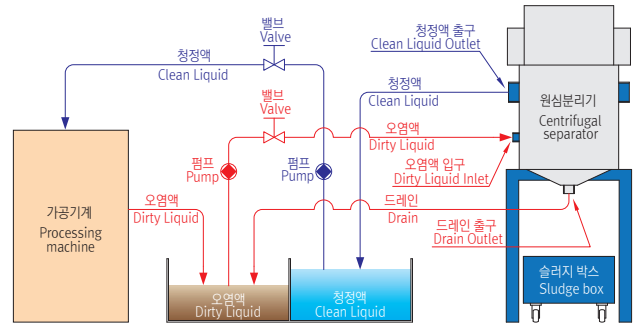 밸브
Valve
청정액
Clean Liquid
청정액 출구
Clean Liquid Outlet
청정액
Clean Liquid
원심분리기
Centrifugal
separator
밸브
Valve
오염액
Dirty Liquid
오염액 입구
Dirty Liquid Inlet
펌프
Pump
펌프
Pump
가공기계
Processing
machine
오염액
Dirty Liquid
드레인
Drain
드레인 출구
Drain Outlet
오염액
Dirty Liquid
청정액
Clean Liquid
슬러지 박스
Sludge box